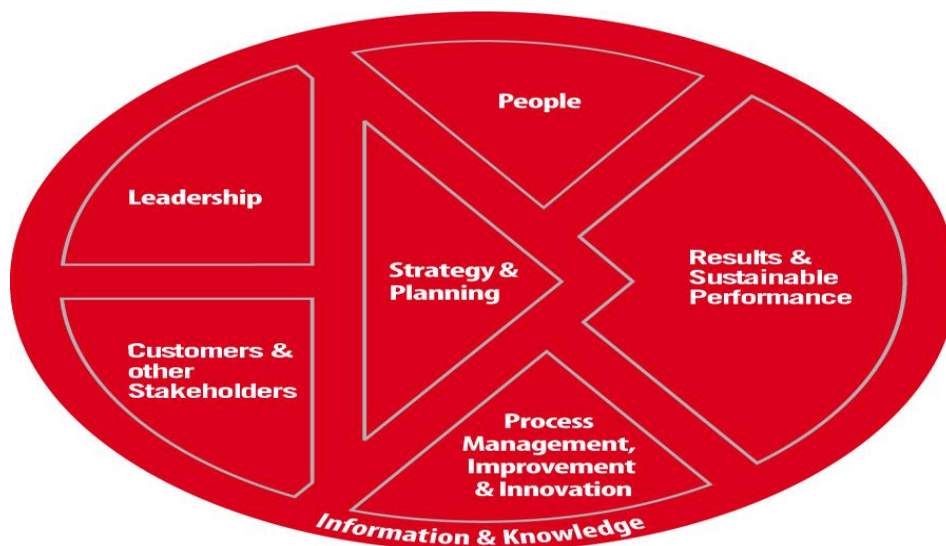 People
Leadership
Strategy &
Planning
Results &
Sustainable
Performance
Customers &
other
Stakeholders
Process
Management,
Improvement
& Innovation
Information & Knowledge